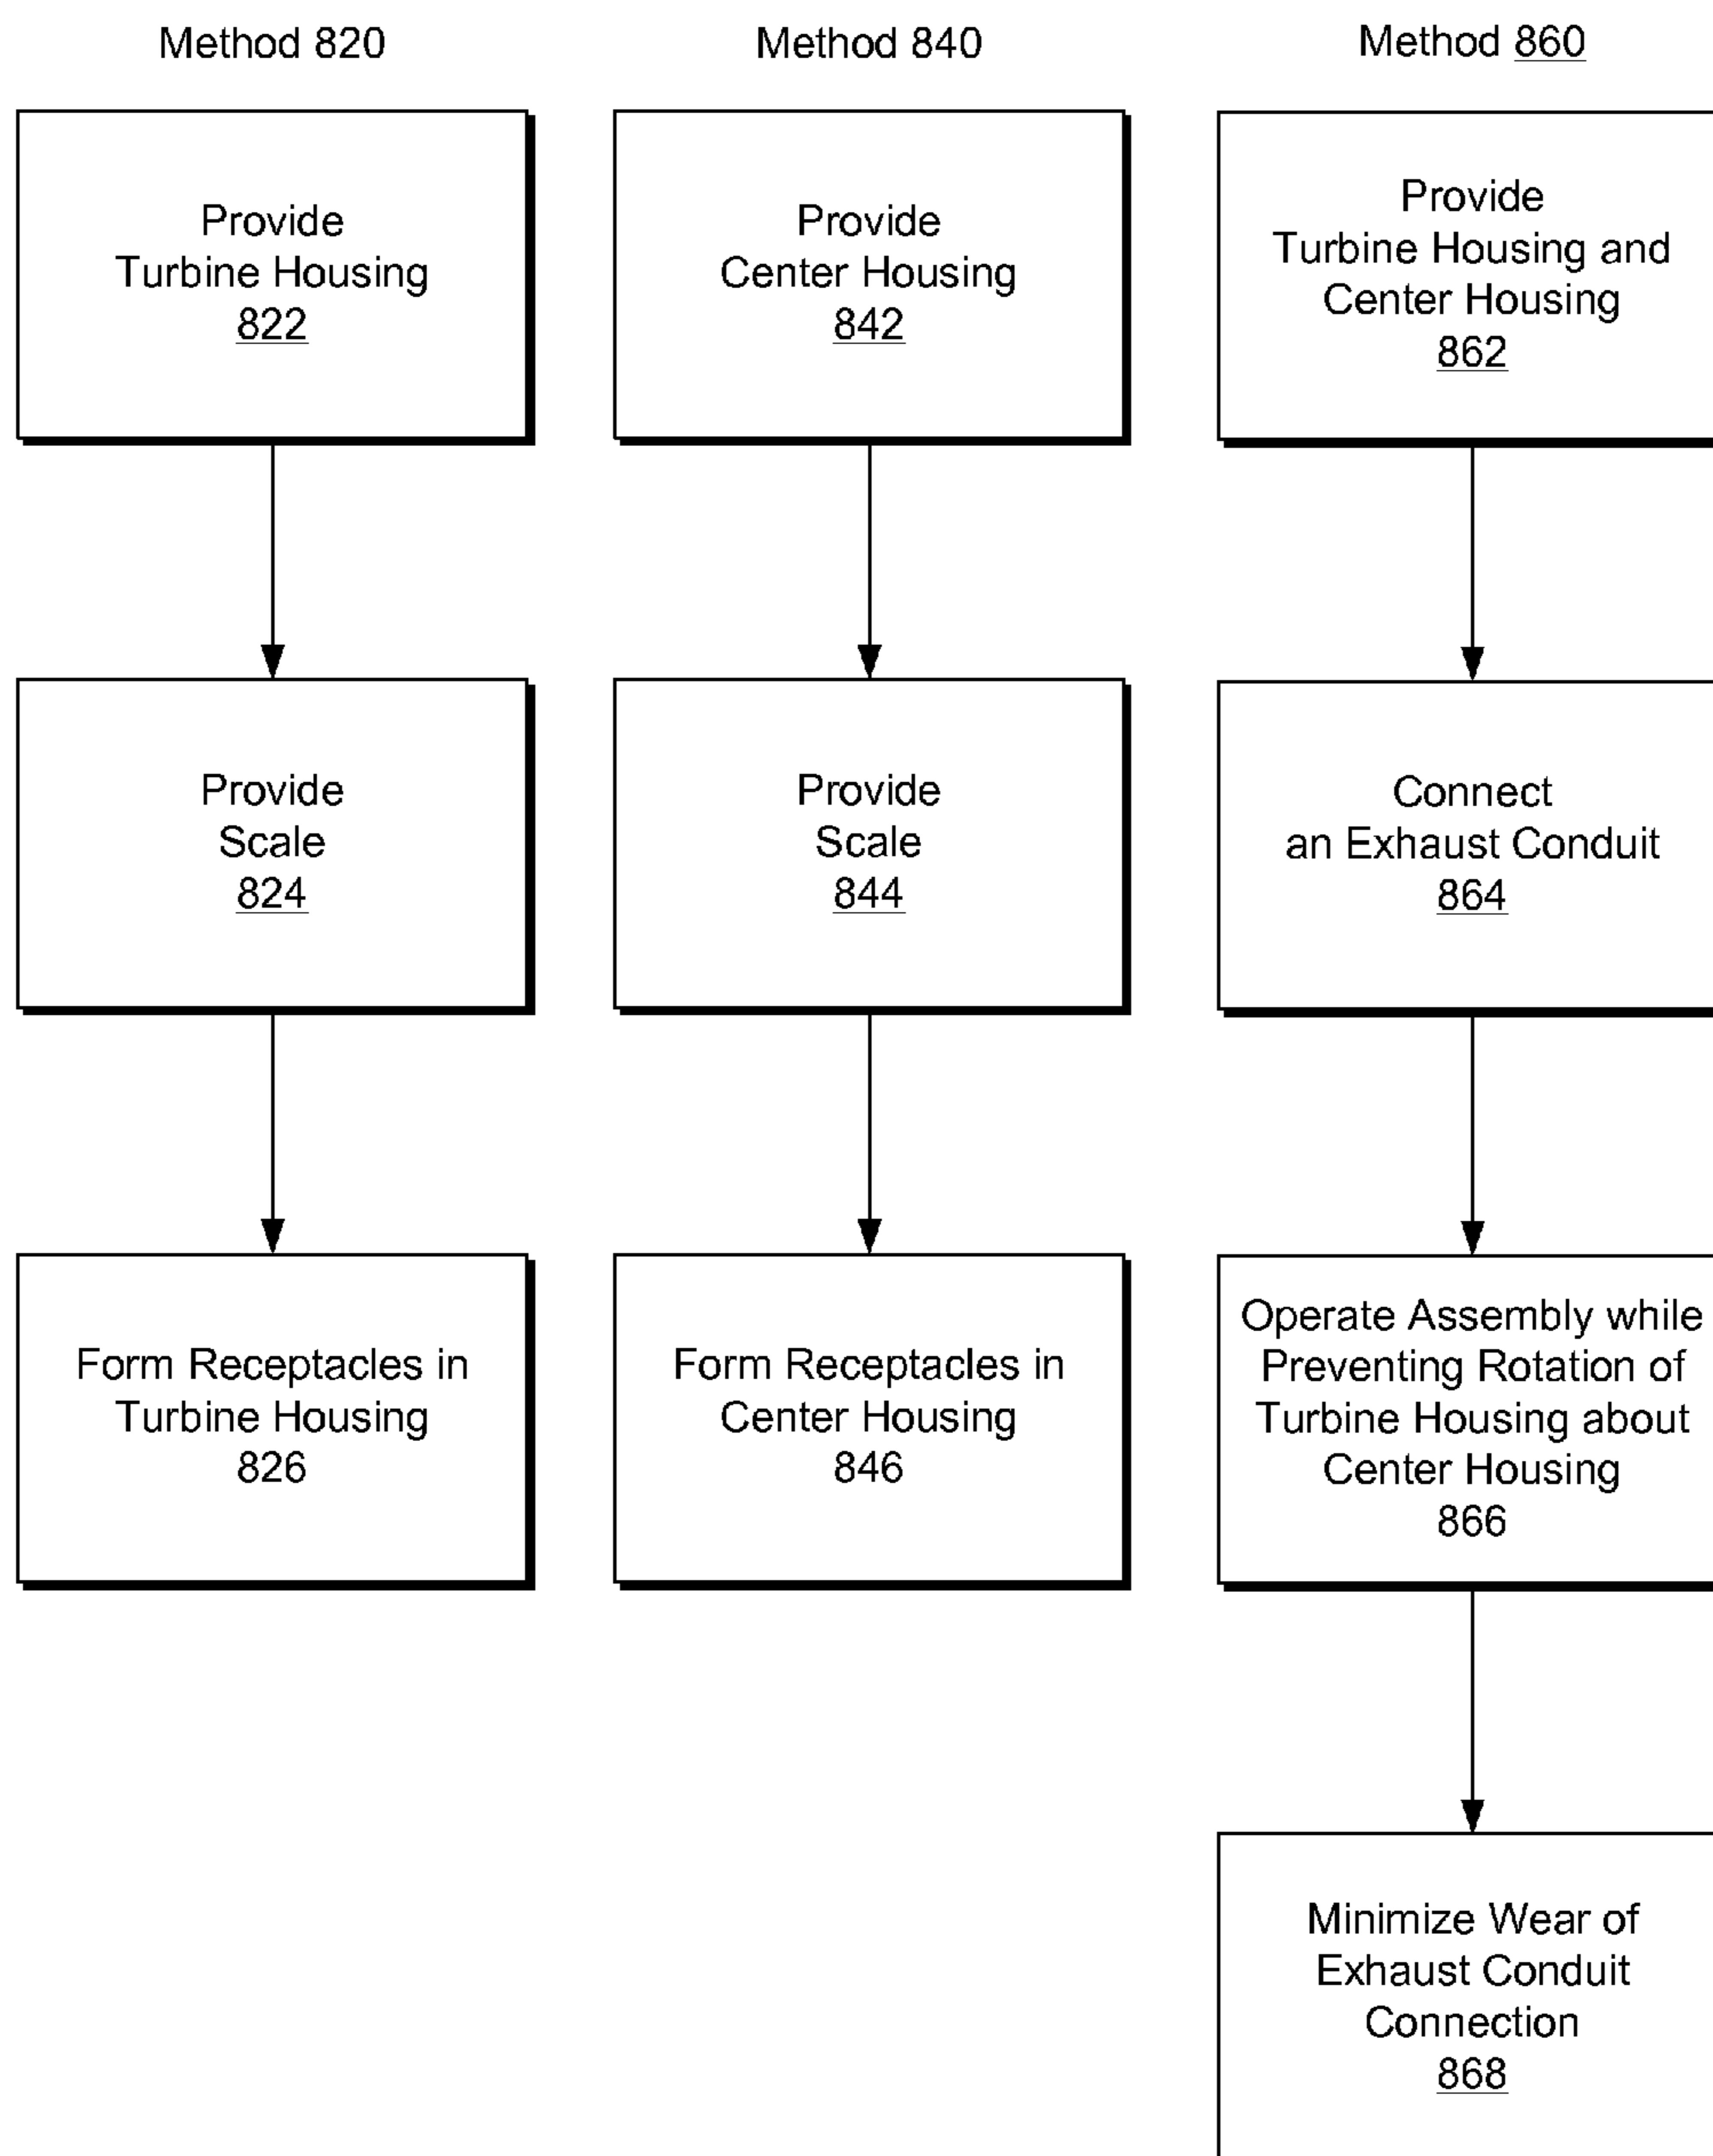 Method 820
Provide
Turbine Housing
822
Provide
Scale
824
Form Receptacles in
Turbine Housing
826
Method 840
Provide
Center Housing
842
Provide
Scale
844
Form Receptacles in
Center Housing
846
Method 860
Provide
Turbine Housing and
Center Housing
862
Connect
an Exhaust Conduit
864
Operate Assembly while
Preventing Rotation of
Turbine Housing about
Center Housing
866
Minimize Wear of
Exhaust Conduit
Connection
868